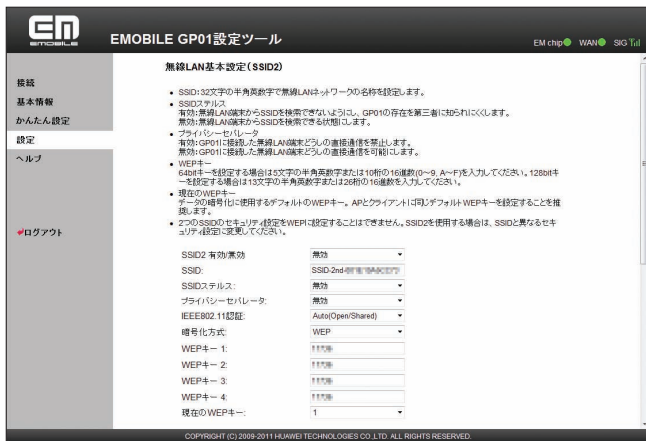 EM
EMOBILE
EMOBILE GP01設定ツール
EM chip WAN SIG
接続
基本情報
かんたん設定
設定
ヘルプ
ログアウト
無線LAN基本設定(SSID2)
• SSID:32文字の半角英数字で無線LANネットワークの名称を設定します。
• SSIDステルス
有効:無線LAN端末からSSIDを検索できないようにし、GP01の存在を第三者に知られにくくします。
無効:無線LAN端末からSSIDを検索できる状態にします。
• プライバシーセパレータ
有効:GP01に接続した無線LAN端末どうしの直接通信を禁止します。
無効:GP01に接続した無線LAN端末どうしの直接通信を可能にします。
• WEPキー
64bitキーを設定する場合は5文字の半角英数字または10桁の16進数(0～9, A～F)を入力してください。128bitキ
ーを設定する場合は13文字の半角英数字または26桁の16進数を入力してください。
• 現在のWEPキー
データの暗号化に使用するデフォルトのWEPキー。APとクライアントに同じデフォルトWEPキーを設定することを推
奨します。
• 2つのSSIDのセキュリティ設定をWEPに設定することはできません。SSID2を使用する場合は、SSIDと異なるセキ
ュリティ設定に変更してください。
SSID2 有効/無効 無効
SSID: SSID-2nd-
SSIDステルス: 無効
プライバシーセパレータ: 無効
IEEE802.11認証: Auto(Open/Shared)
暗号化方式: WEP
WEPキー 1:
WEPキー 2:
WEPキー 3:
WEPキー 4:
現在のWEPキー: 1
COPYRIGHT (C) 2009-2011 HUAWEI TECHNOLOGIES CO.,LTD. ALL RIGHTS RESERVED.